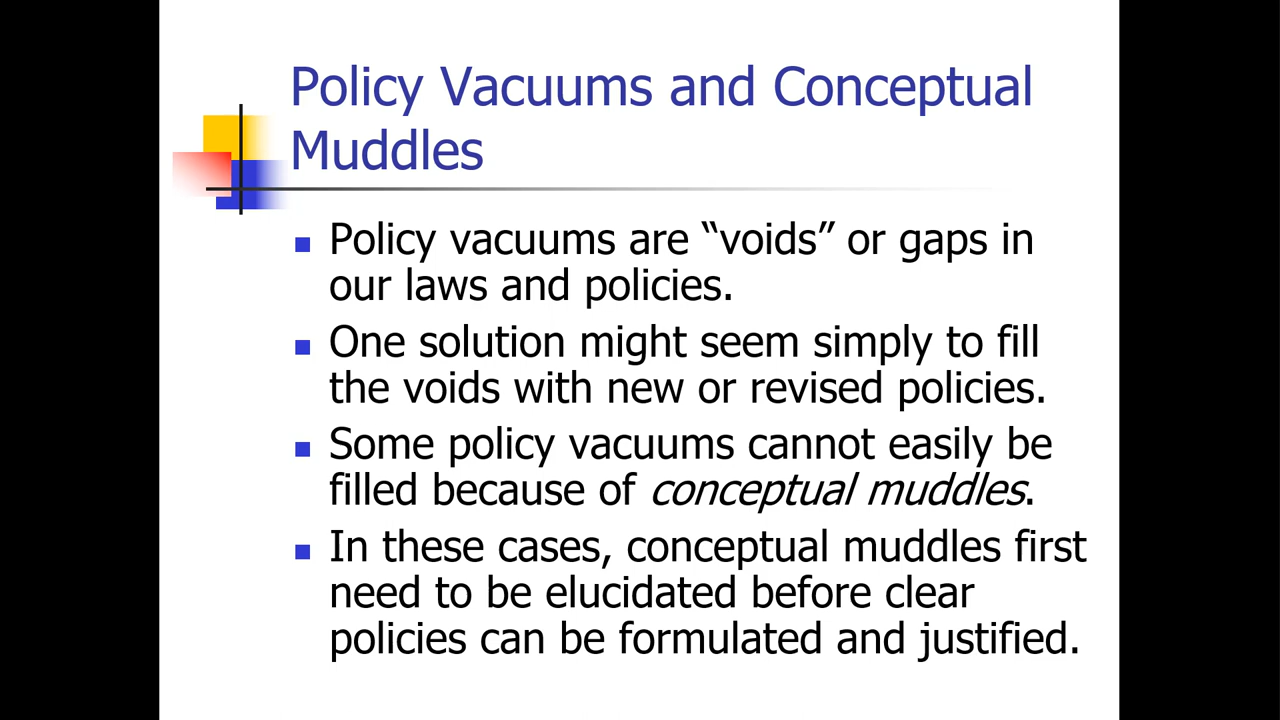 Policy Vacuums and Conceptual
Muddles
Policy vacuums are “voids” or gaps in
our laws and policies.
One solution might seem simply to fill
the voids with new or revised policies.
Some policy vacuums cannot easily be
filled because of conceptual muddles.
In these cases, conceptual muddles first
need to be elucidated before clear
policies can be formulated and justified.